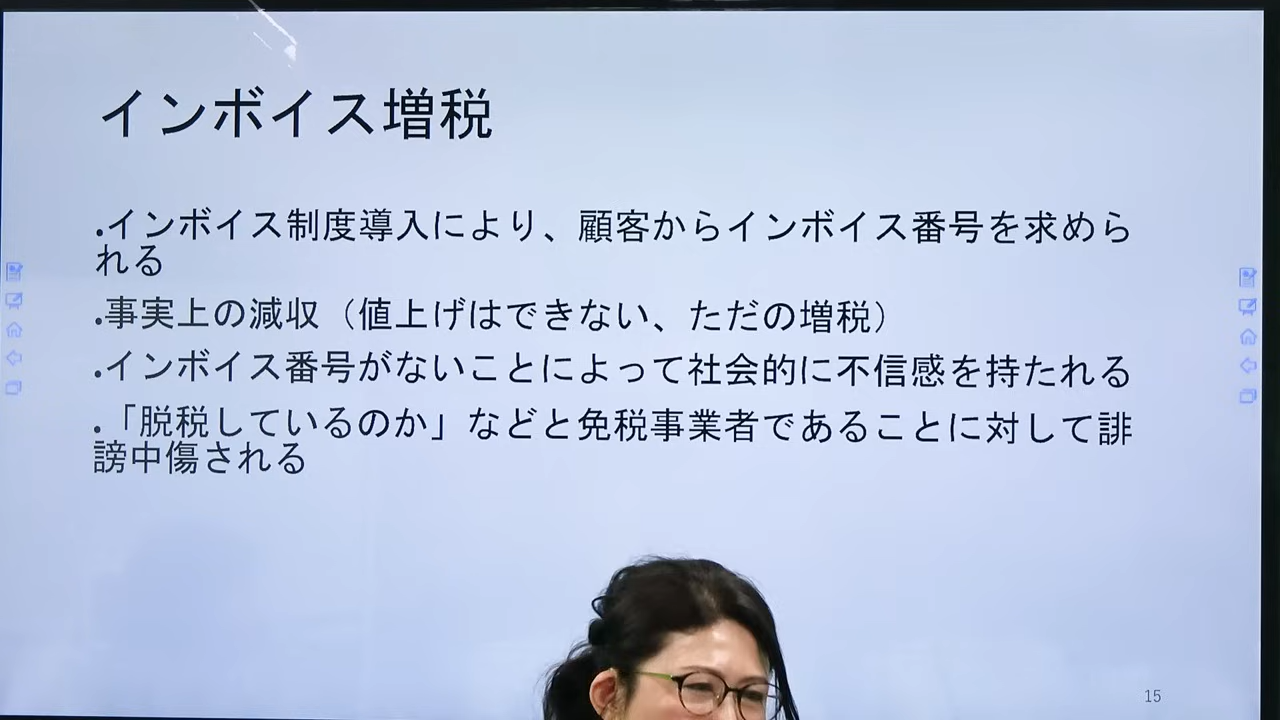 インボイス増税
.インボイス制度導入により、顧客からインボイス番号を求めら
れる
.事実上の減収（値上げはできない、ただの増税）
.インボイス番号がないことによって社会的に不信感を持たれる
.「脱税しているのか」などと免税事業者であることに対して誹
謗中傷される
15